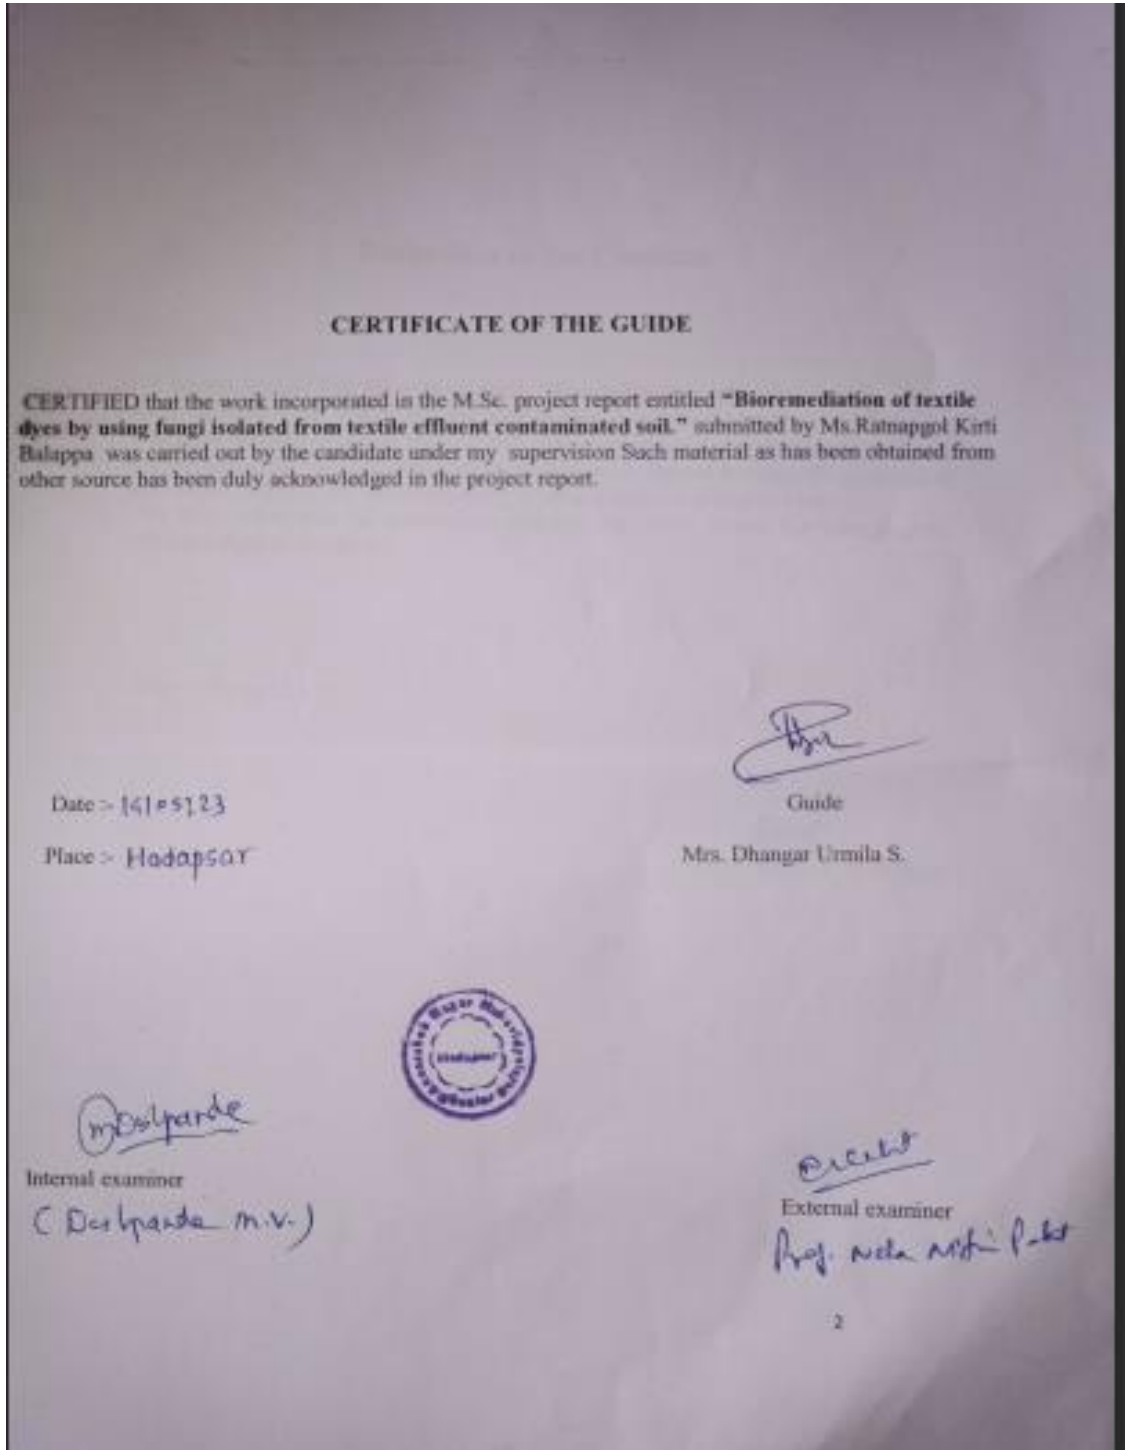 CERTIFICATE OF THE GUIDE
CERTIFIED that the work incorporated in the M.Sc. project report entitled "Bioremediation of textile
dyes by using fungi isolated from textile effluent contaminated soil." submitted by Ms.Ratnapgol Kirti
Balappa was carried out by the candidate under my supervision Such material as has been obtained from
other source has been duly acknowledged in the project report.
Date :-
Place :- Hadapsar
Guide
Mrs. Dhangar Urmila S.
Hadapsar
Internal examiner
(Deshpande M.V.)
External examiner
Prof. Neha
2